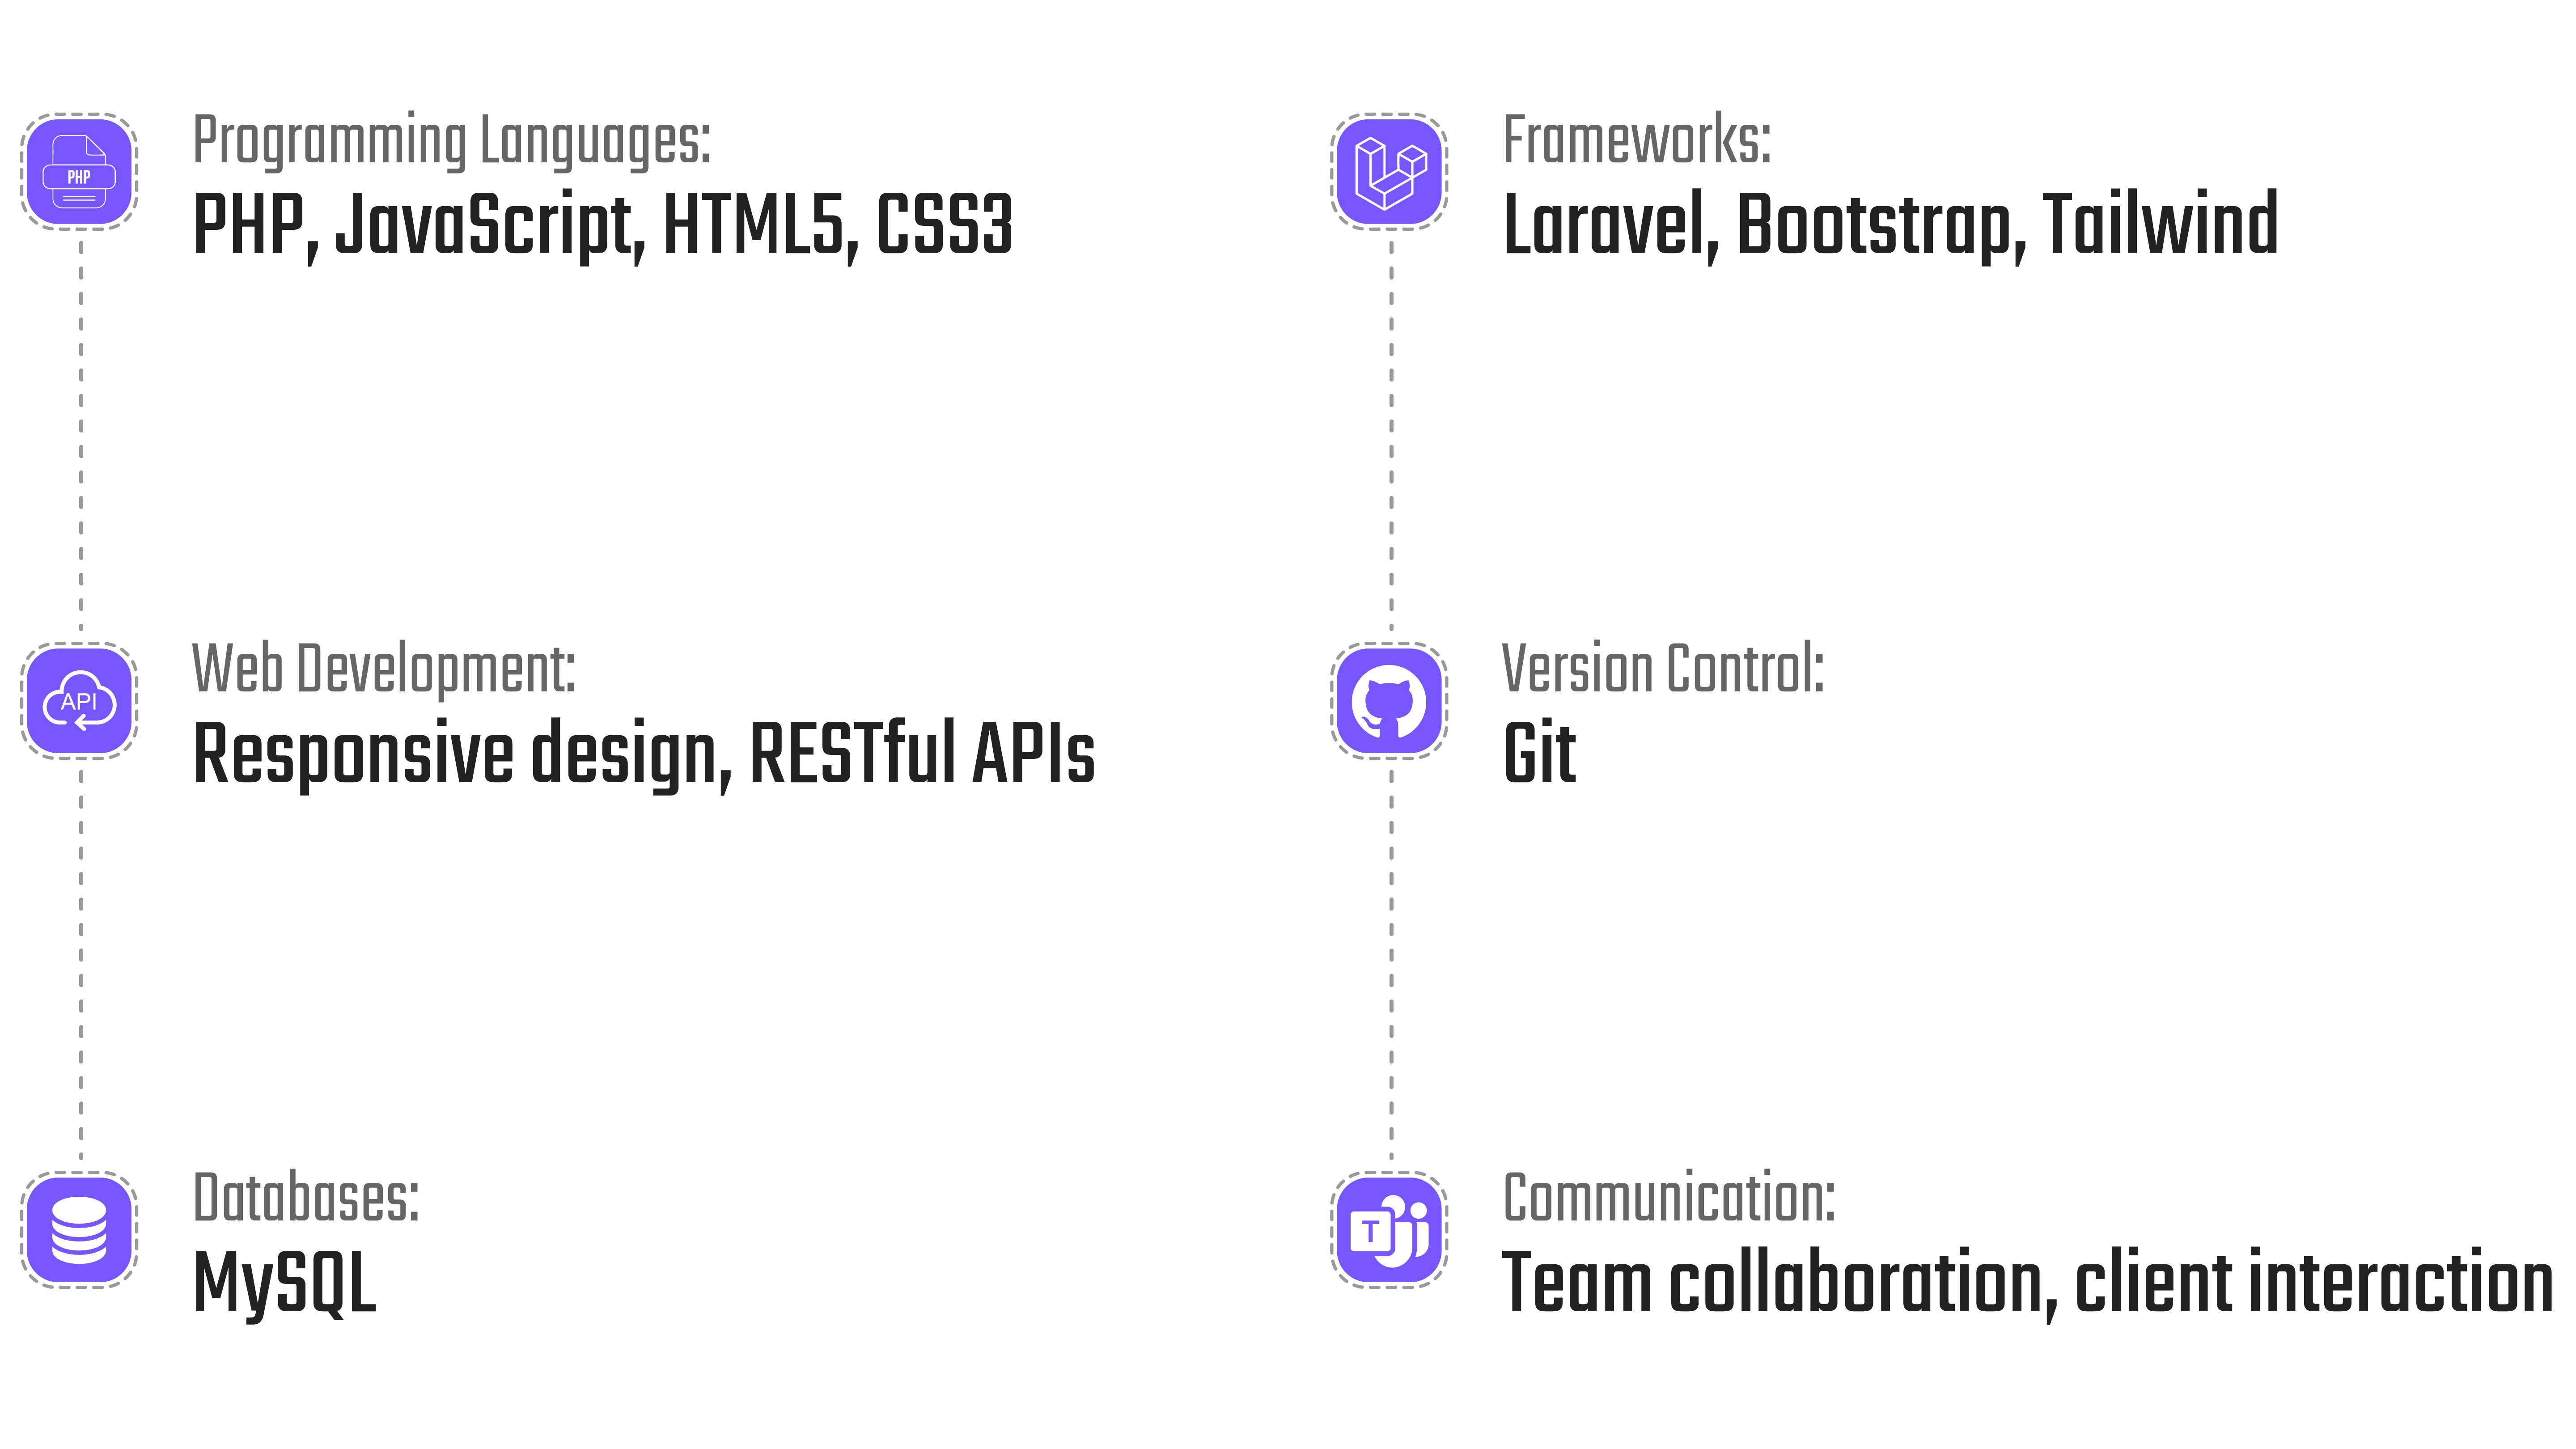 PHP
Programming Languages:
PHP, JavaScript, HTML5, CSS3
API
Web Development:
Responsive design, RESTful APIs
Databases:
MySQL
Frameworks:
Laravel, Bootstrap, Tailwind
Version Control:
Git
T
Communication:
Team collaboration, client interaction